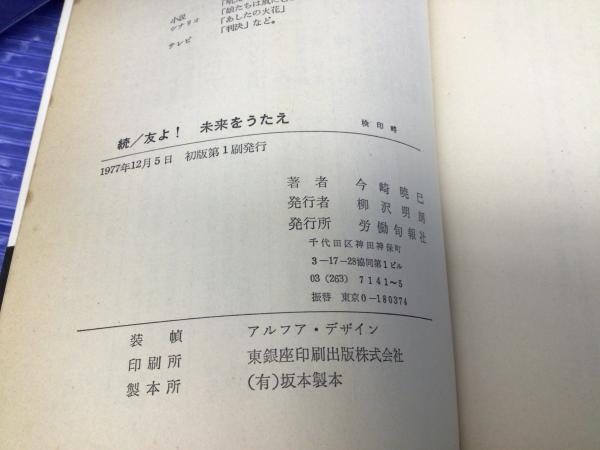 小説
シナリオ
「娘たちは風にむ
テレビ
「あしたの火花」
「判決」など。
続／友よ！ 未来をうたえ
検印略
1977年12月5日 初版第1刷発行
著者 今崎暁巳
発行者 柳沢明朗
発行所 労働旬報社
千代田区神田神保町
3-17-28協同第1ビル
03 (263) 7141~5
振替 東京0-180374
装幀 アルファ・デザイン
印刷所 東銀座印刷出版株式会社
製本所 (有)坂本製本